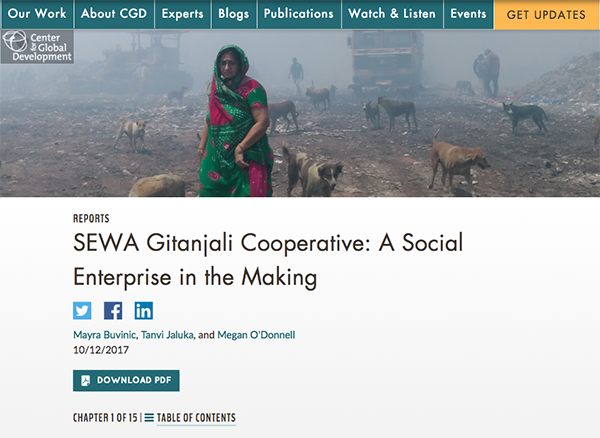 Our Work About CGD Experts Blogs Publications Watch & Listen Events GET UPDATES
Center
for Global
Development
REPORTS
SEWA Gitanjali Cooperative: A Social
Enterprise in the Making
Mayra Buvinic, Tanvi Jaluka, and Megan O'Donnell
10/12/2017
DOWNLOAD PDF
CHAPTER 1 OF 15 | TABLE OF CONTENTS